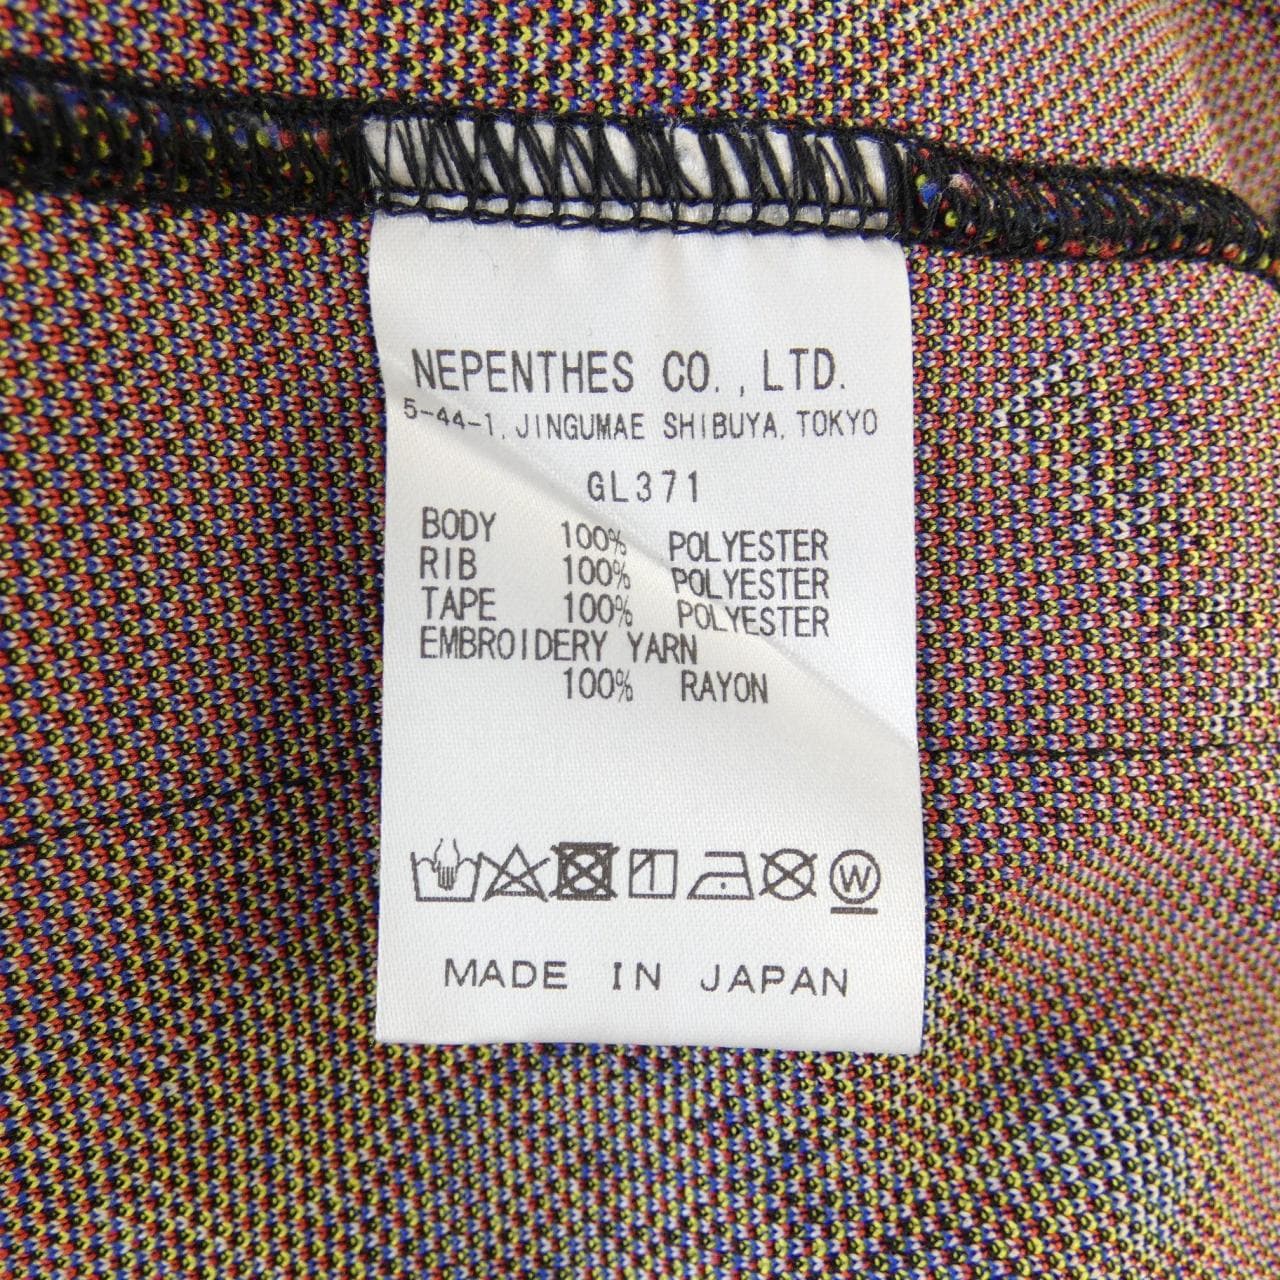 NEPENTHES CO., LTD.
5-44-1, JINGUMAE SHIBUYA, TOKYO
GL371
BODY 100% POLYESTER
RIB 100% POLYESTER
TAPE 100% POLYESTER
EMBROIDERY YARN
100% RAYON
W
MADE IN JAPAN